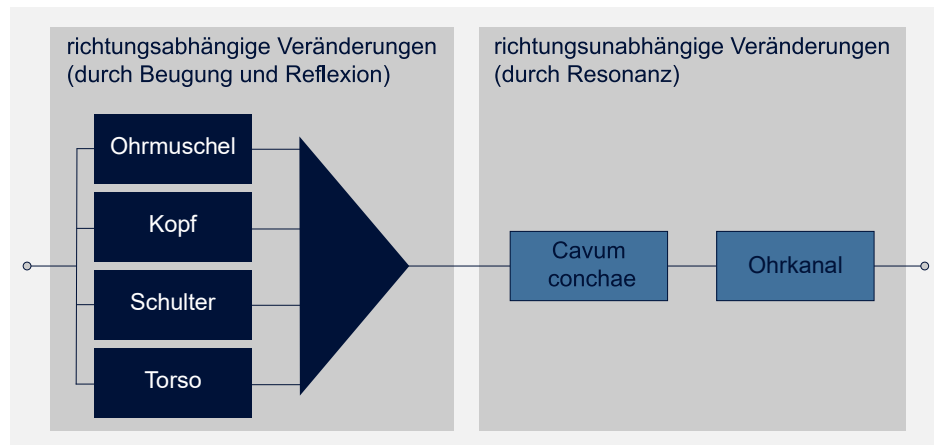 richtungsabhängige Veränderungen
(durch Beugung und Reflexion)
Ohrmuschel
Kopf
Schulter
Torso
richtungsunabhängige Veränderungen
(durch Resonanz)
Cavum
conchae
Ohrkanal